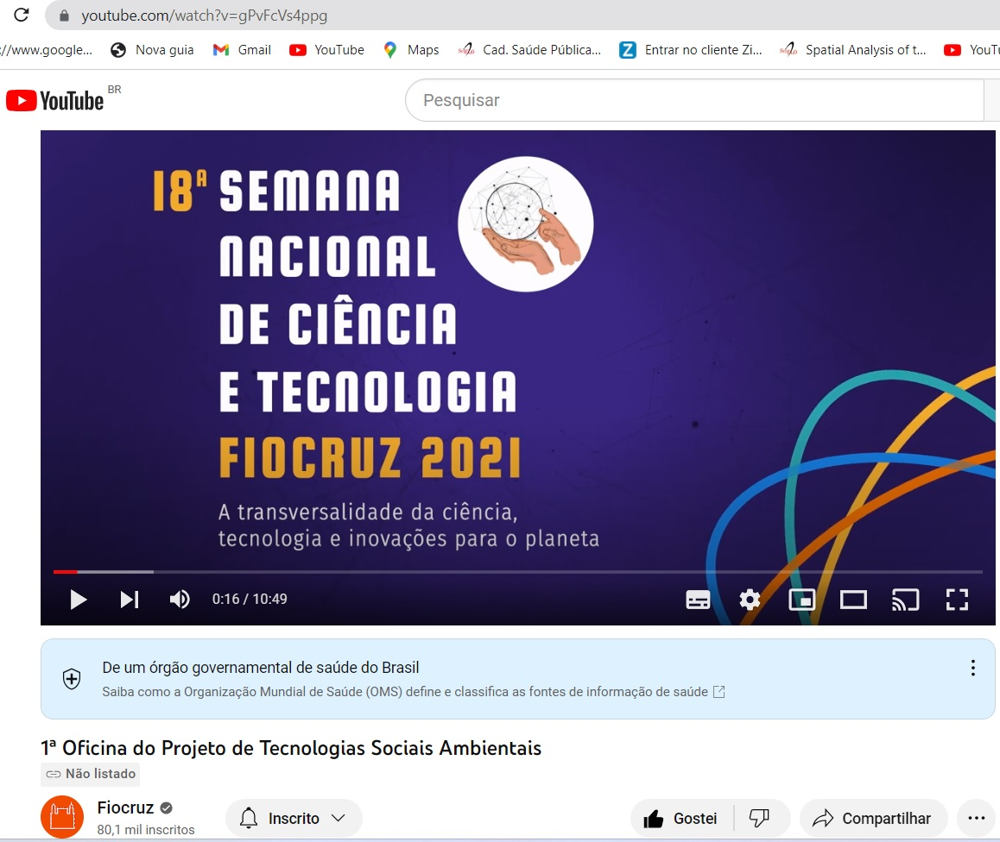 youtube.com/watch?v=gPvFcVs4ppg
://www.google... Nova guia Gmail YouTube Maps Cad. Saúde Pública... Entrar no cliente Zi... Spatial Analysis of t... YouTu
YouTube BR
Pesquisar
18ª SEMANA
NACIONAL
DE CIÊNCIA
E TECNOLOGIA
FIOCRUZ 2021
A transversalidade da ciência,
tecnologia e inovações para o planeta
0:16 / 10:49
De um órgão governamental de saúde do Brasil
Saiba como a Organização Mundial de Saúde (OMS) define e classifica as fontes de informação de saúde
1ª Oficina do Projeto de Tecnologias Sociais Ambientais
Não listado
Fiocruz
80,1 mil inscritos
Inscrito
Gostei
Compartilhar